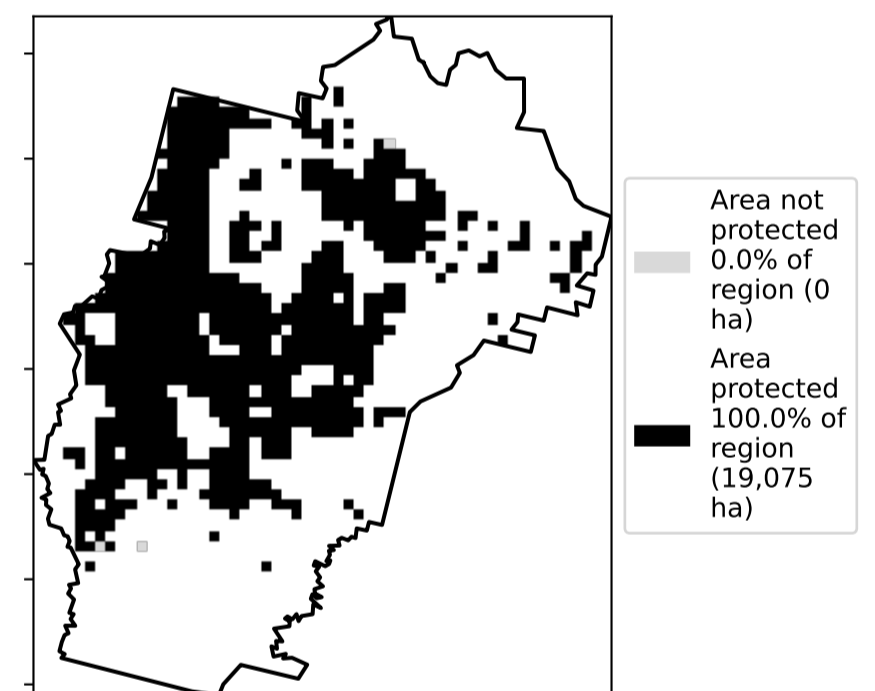 Area not
protected
0.0% of
region (0
ha)
Area
protected
100.0% of
region
(19,075
ha)